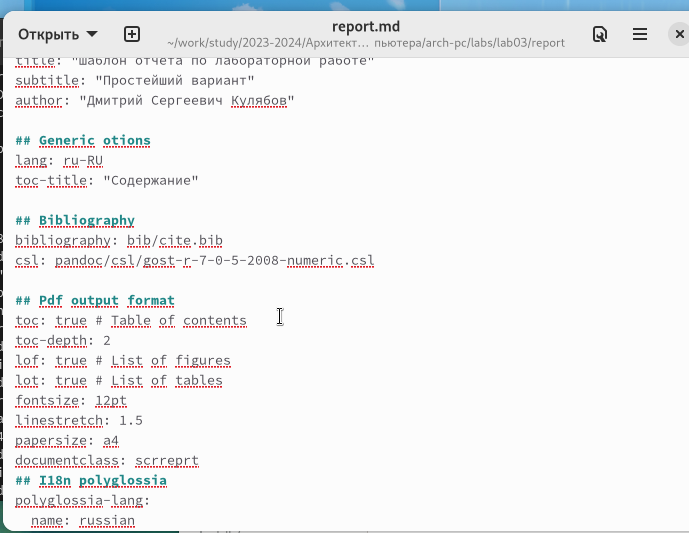 Открыть
report.md
~/work/study/2023-2024/Архитект… пьютера/arch-pc/labs/lab03/report
title: "Шаблон отчёта по лабораторной работе"
subtitle: "Простейший вариант"
author: "Дмитрий Сергеевич Кулябов"
## Generic otions
lang: ru-RU
toc-title: "Содержание"
## Bibliography
bibliography: bib/cite.bib
csl: pandoc/csl/gost-r-7-0-5-2008-numeric.csl
## Pdf output format
toc: true # Table of contents
toc-depth: 2
lof: true # List of figures
lot: true # List of tables
fontsize: 12pt
linestretch: 1.5
papersize: a4
documentclass: scrreprt
## I18n polyglossia
polyglossia-lang:
  name: russian